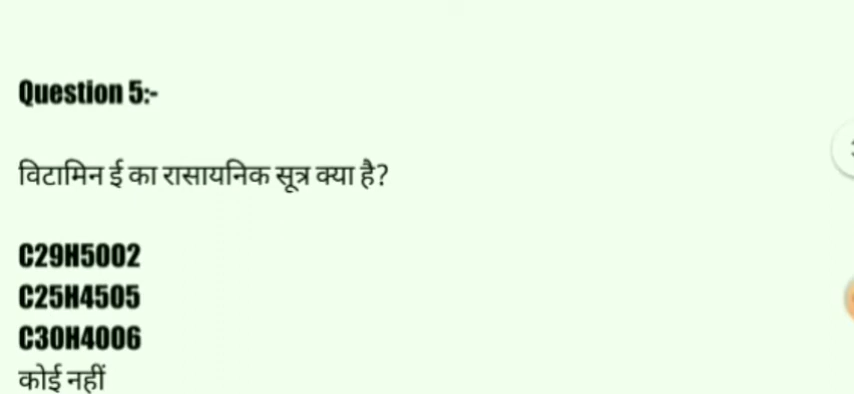 Question 5:-
विटामिन ई का रासायनिक सूत्र क्या है?
C29H5002
C25H4505
C30H4006
कोई नहीं